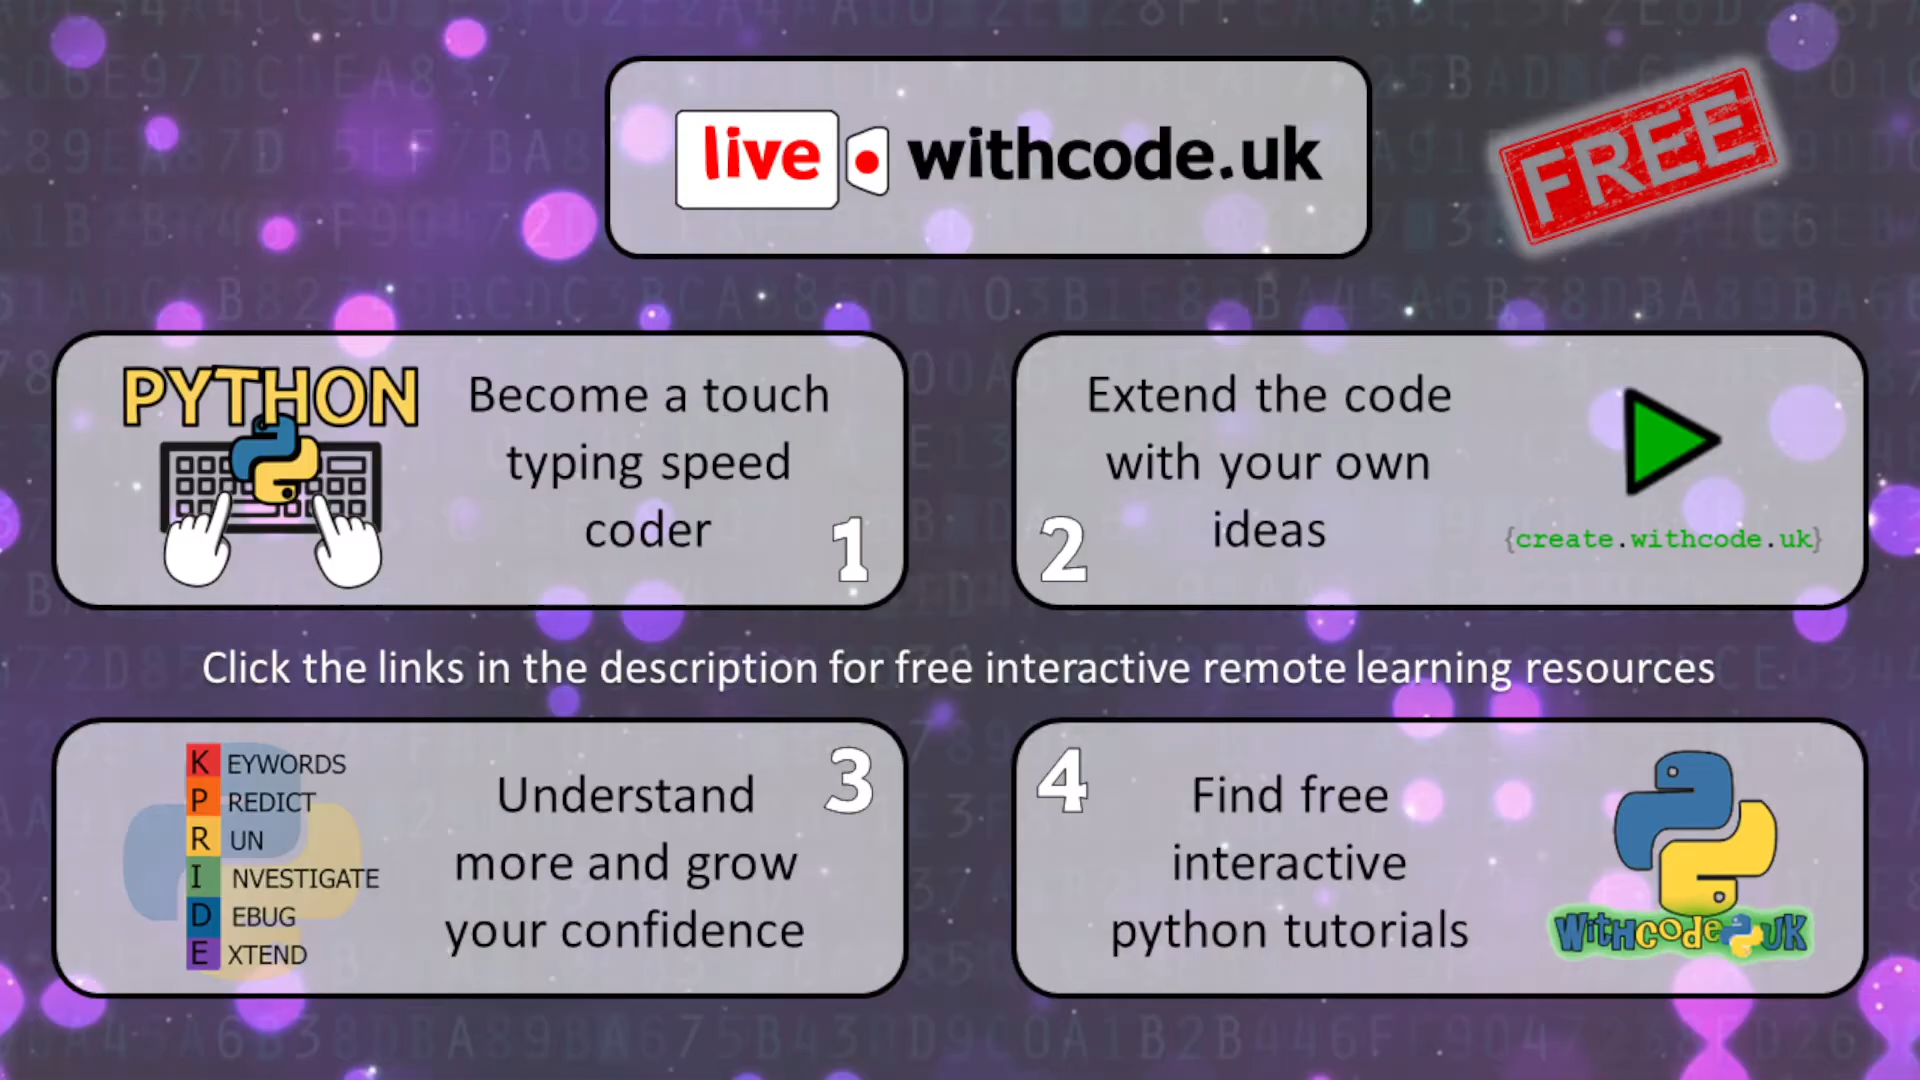 live withcode.uk
FREE
PYTHON
Become a touch
typing speed
coder
1
Extend the code
with your own
ideas
2
{create.withcode.uk}
Click the links in the description for free interactive remote learning resources
KEYWORDS
PREDICT
RUN
INVESTIGATE
DEBUG
EXTEND
Understand
more and grow
your confidence
3
4
Find free
interactive
python tutorials
WitHcode UK